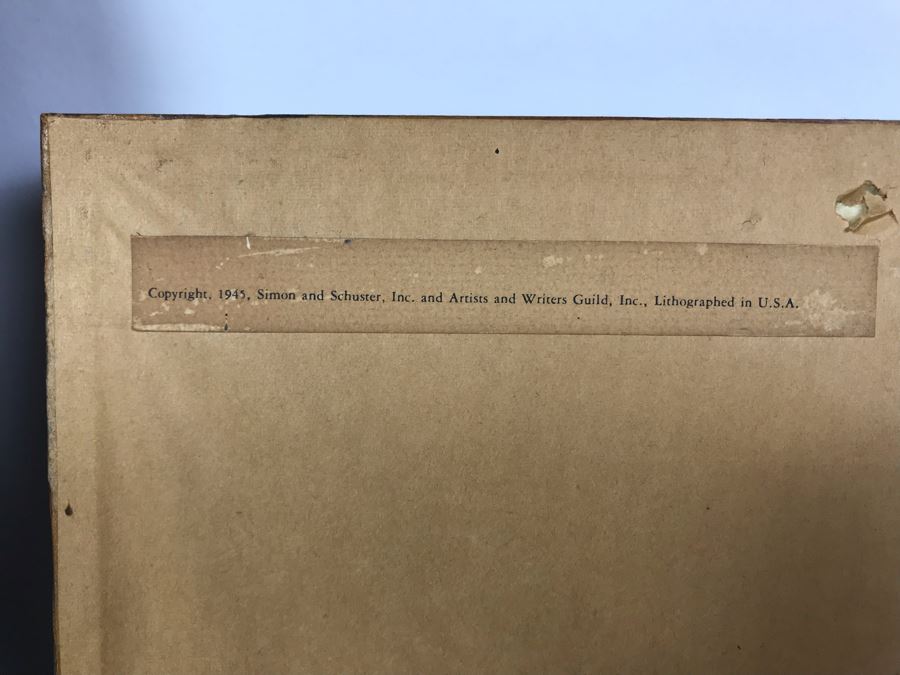 Copyright, 1945, Simon and Schuster, Inc. and Artists and Writers Guild, Inc., Lithographed in U.S.A.